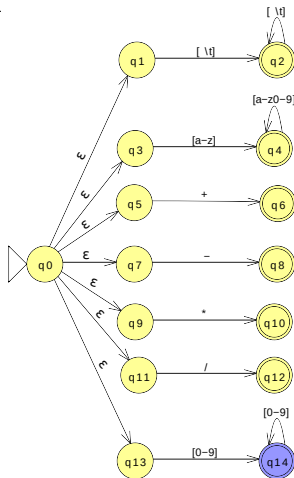 [ \t]
q1 [ \t] q2
[a-z0-9]
ε
q3 [a-z] q4
ε
q5 + q6
ε
q0 ε q7 - q8
ε
q9 * q10
ε
q11 / q12
ε
[0-9]
q13 [0-9] q14